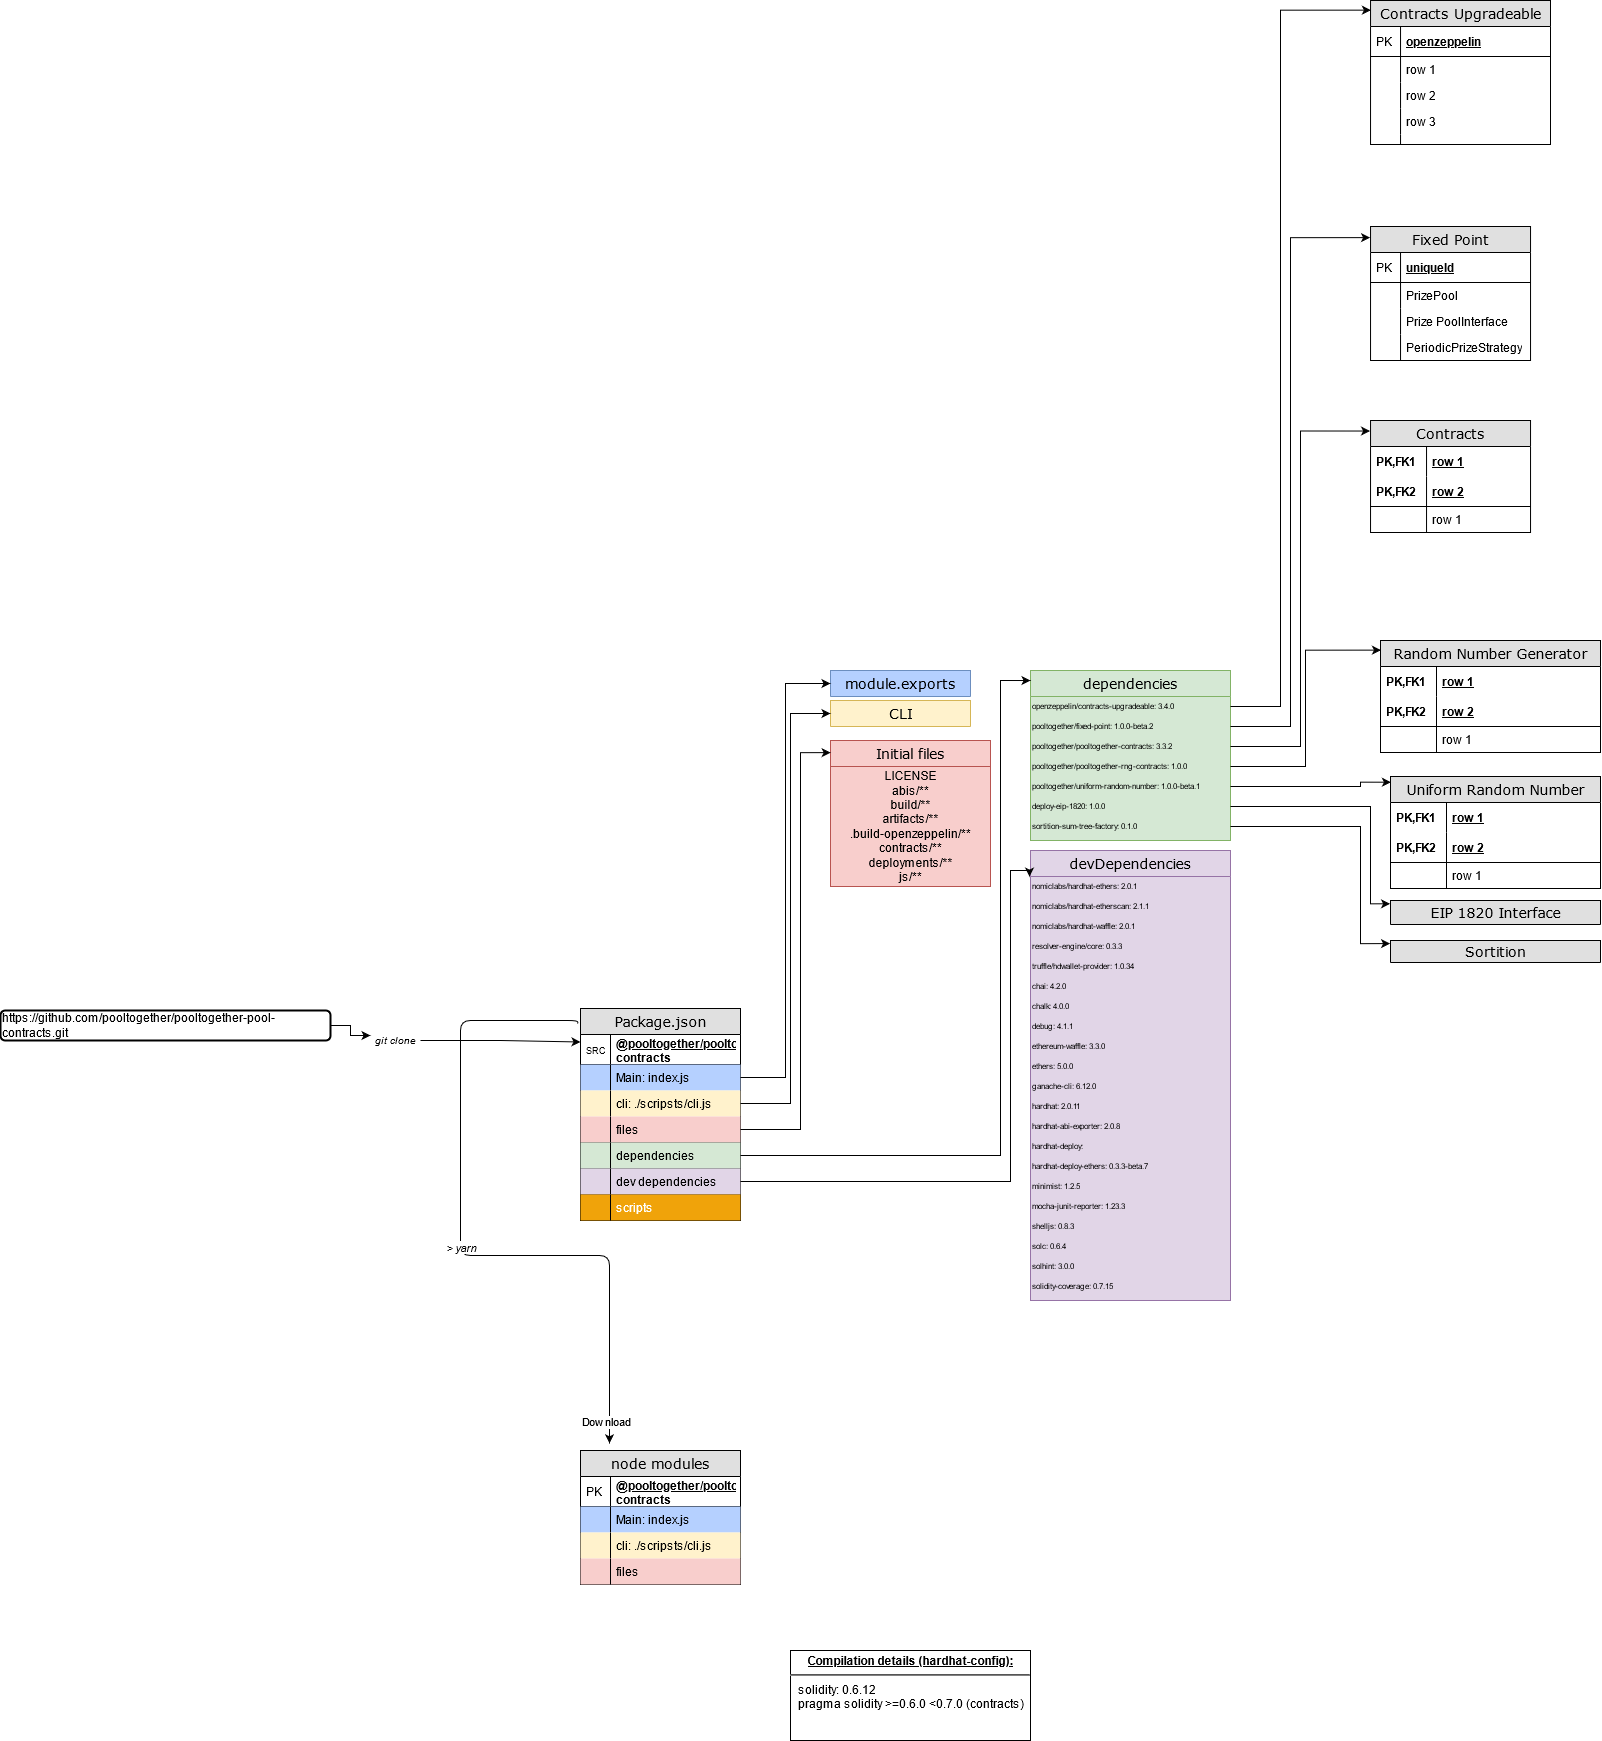 Contracts Upgradeable
PK openzeppelin
row 1
row 2
row 3
Fixed Point
PK uniqueId
PrizePool
Prize PoolInterface
PeriodicPrizeStrategy
Contracts
PK,FK1 row 1
PK,FK2 row 2
row 1
Random Number Generator
PK,FK1 row 1
PK,FK2 row 2
row 1
Uniform Random Number
PK,FK1 row 1
PK,FK2 row 2
row 1
EIP 1820 Interface
Sortition
module.exports
CLI
Initial files
LICENSE
abis/**
build/**
artifacts/**
.build-openzeppelin/**
contracts/**
deployments/**
js/**
dependencies
openzeppelin/contracts-upgradeable: 3.4.0
pooltogether/fixed-point: 1.0.0-beta.2
pooltogether/pooltogether-contracts: 3.3.2
pooltogether/pooltogether-rng-contracts: 1.0.0
pooltogether/uniform-random-number: 1.0.0-beta.1
deploy-eip-1820: 1.0.0
sortition-sum-tree-factory: 0.1.0
devDependencies
nomiclabs/hardhat-ethers: 2.0.1
nomiclabs/hardhat-etherscan: 2.1.1
nomiclabs/hardhat-waffle: 2.0.1
resolver-engine/core: 0.3.3
truffle/hdwallet-provider: 1.0.34
chai: 4.2.0
chalk: 4.0.0
debug: 4.1.1
ethereum-waffle: 3.3.0
ethers: 5.0.0
ganache-cli: 6.12.0
hardhat: 2.0.11
hardhat-abi-exporter: 2.0.8
hardhat-deploy:
hardhat-deploy-ethers: 0.3.3-beta.7
minimist: 1.2.5
mocha-junit-reporter: 1.23.3
shelljs: 0.8.3
solc: 0.6.4
solhint: 3.0.0
solidity-coverage: 0.7.15
https://github.com/pooltogether/pooltogether-pool-
contracts.git
git clone
Package.json
SRC @pooltogether/poolto
contracts
Main: index.js
cli: ./scripsts/cli.js
files
dependencies
dev dependencies
scripts
> yarn
Download
node modules
PK @pooltogether/poolto
contracts
Main: index.js
cli: ./scripsts/cli.js
files
Compilation details (hardhat-config):
solidity: 0.6.12
pragma solidity >=0.6.0 <0.7.0 (contracts)